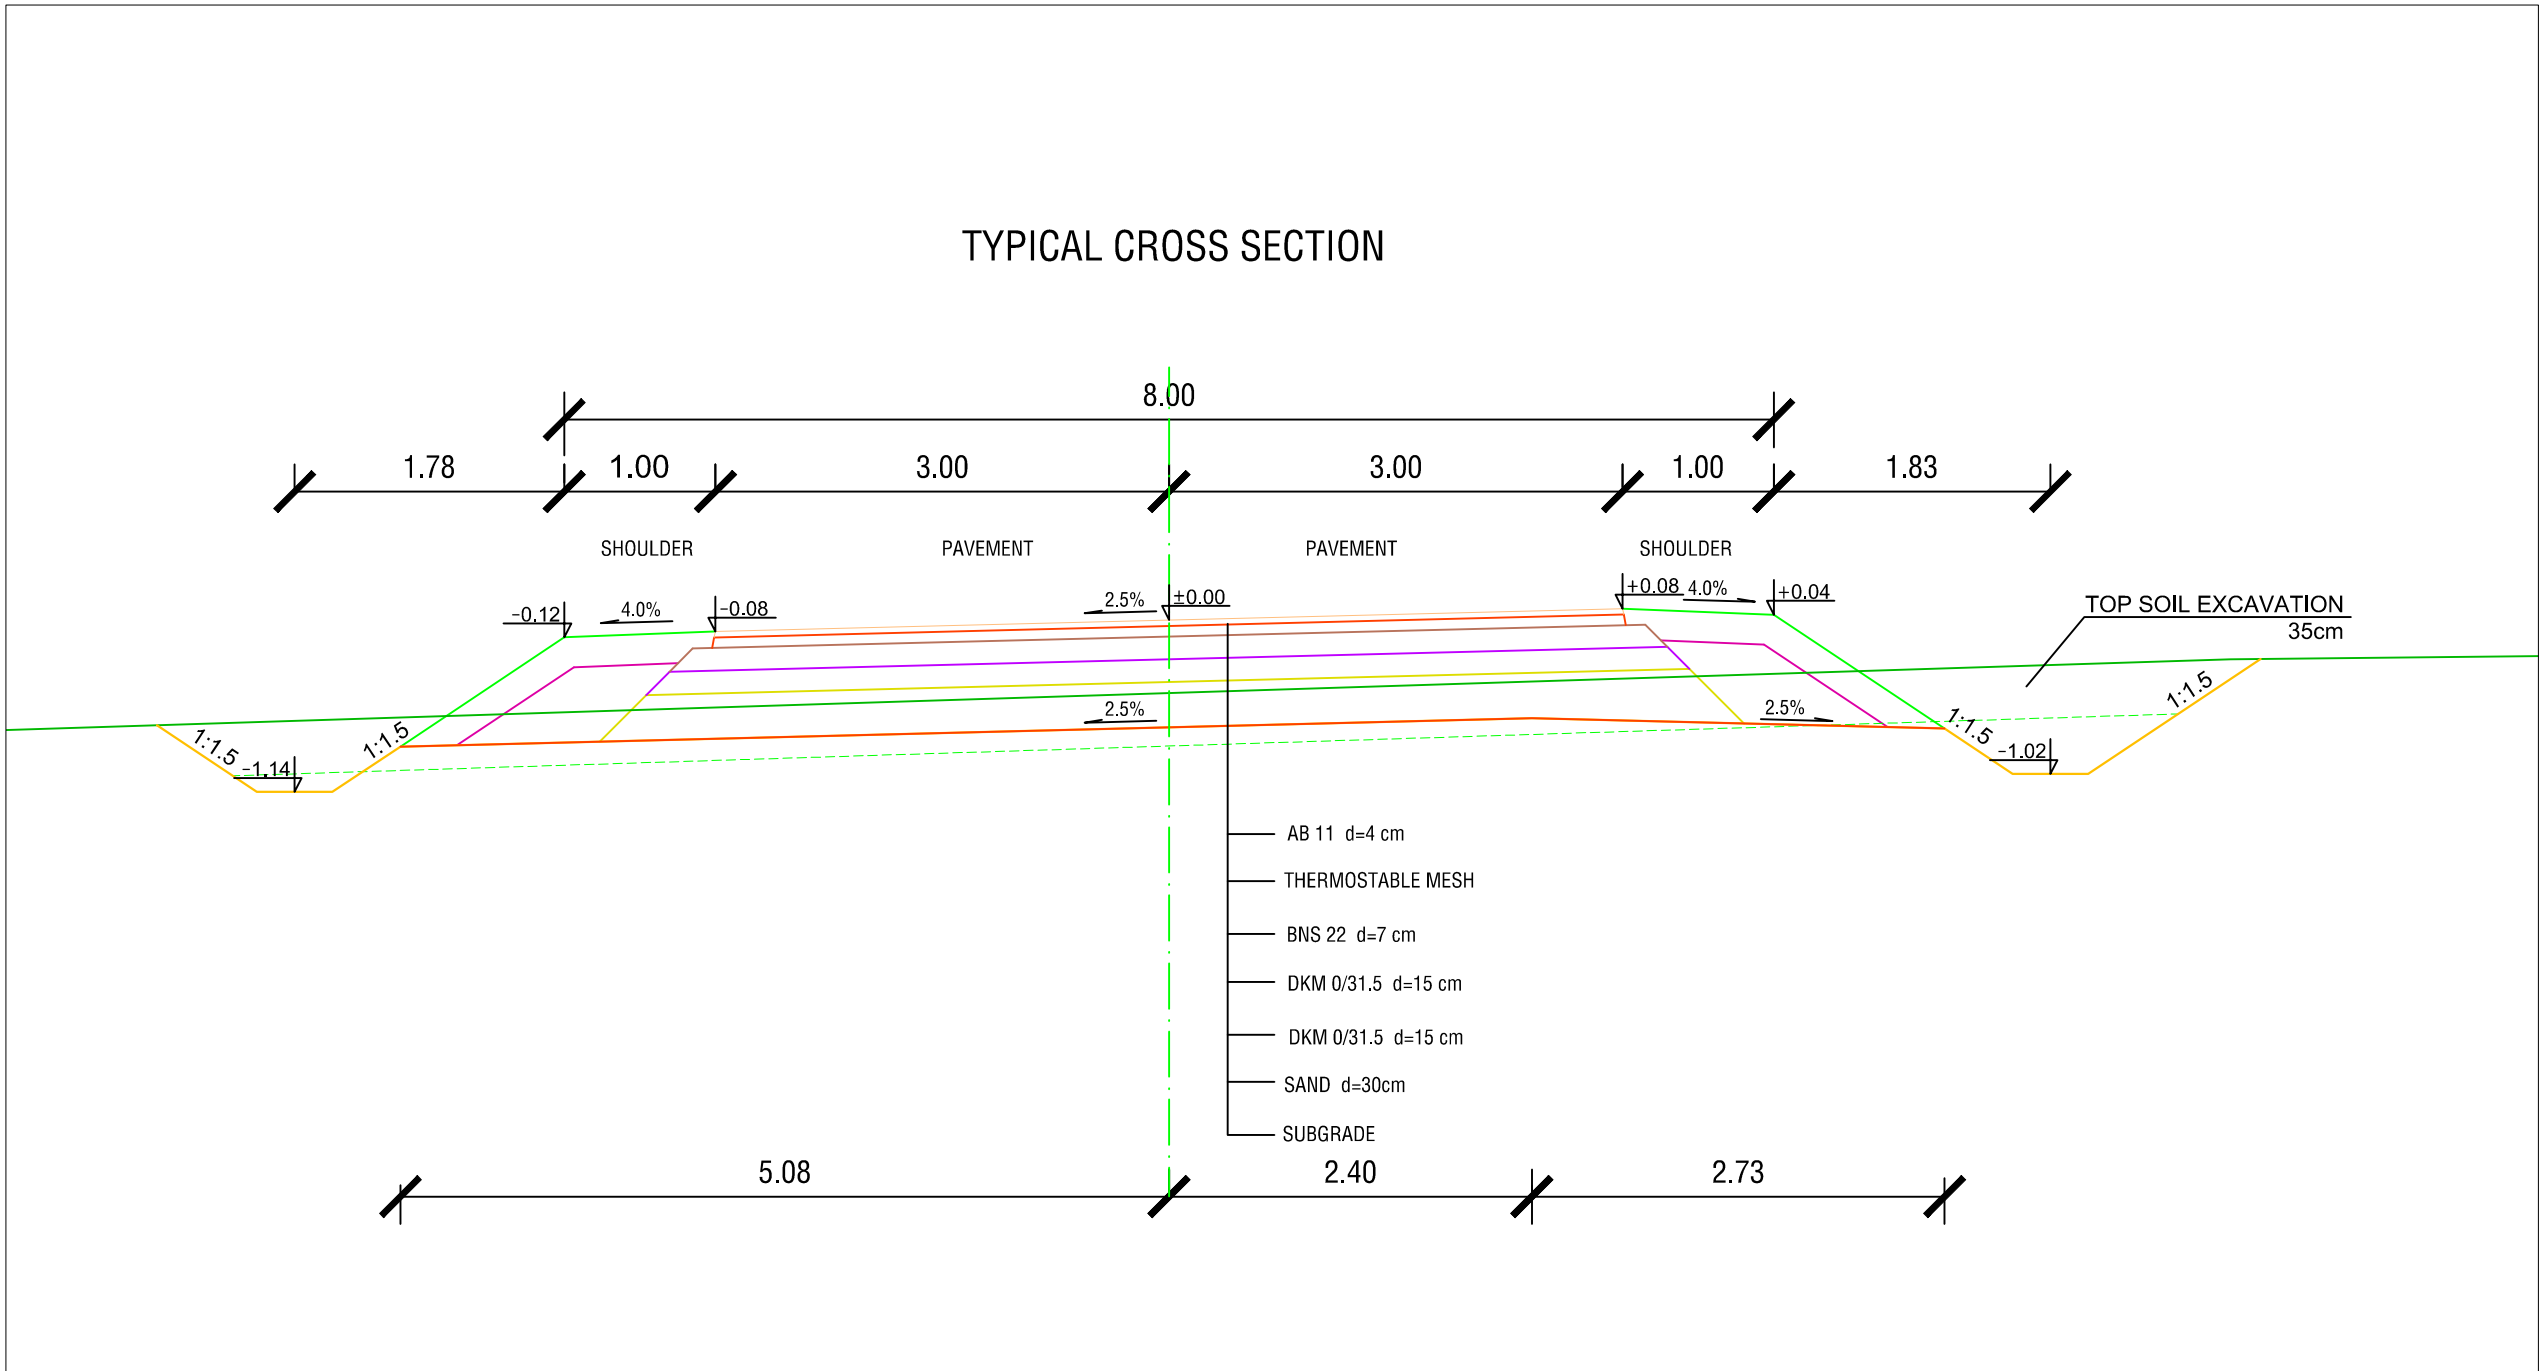 TYPICAL CROSS SECTION
8.00
1.78 1.00 3.00 3.00 1.00 1.83
SHOULDER PAVEMENT PAVEMENT SHOULDER
-0.12 4.0% -0.08 2.5% ±0.00 +0.08 4.0% +0.04
TOP SOIL EXCAVATION
35cm
1:1.5 -1.14 1:1.5 2.5% 2.5% 1:1.5 -1.02 1:1.5
AB 11 d=4 cm
THERMOSTABLE MESH
BNS 22 d=7 cm
DKM 0/31.5 d=15 cm
DKM 0/31.5 d=15 cm
SAND d=30cm
SUBGRADE
5.08 2.40 2.73